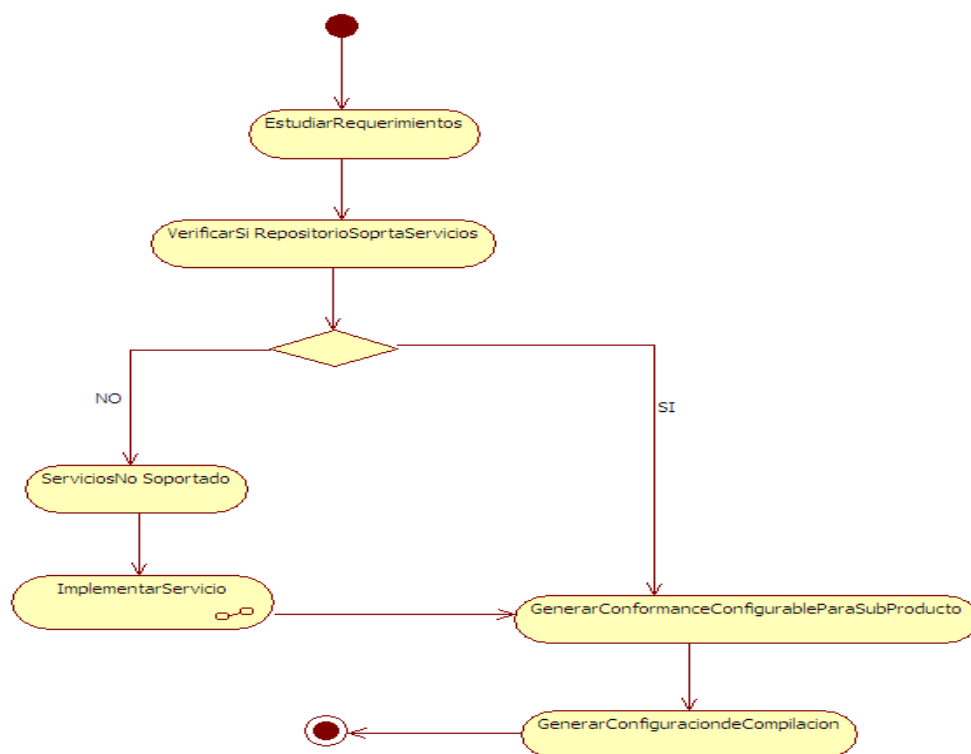 EstudiarRequerimientos
VerificarSi RepositorioSoprtaServicios
NO
SI
ServiciosNo Soportado
ImplementarServicio
GenerarConformanceConfigurableParaSubProducto
GenerarConfiguraciondeCompilacion